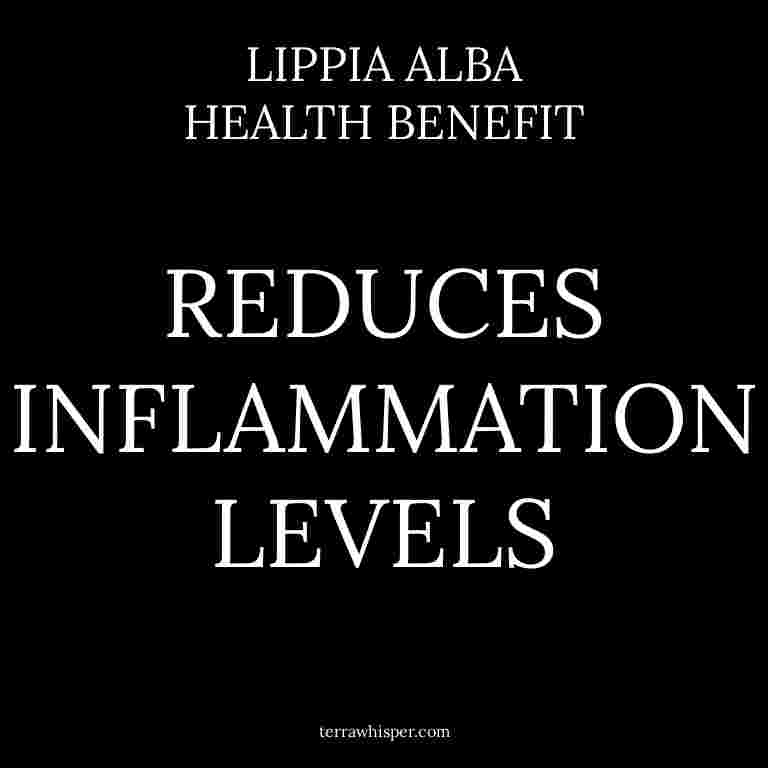 LIPPIA ALBA
HEALTH BENEFIT
REDUCES
INFLAMMATION
LEVELS
terrawhisper.com